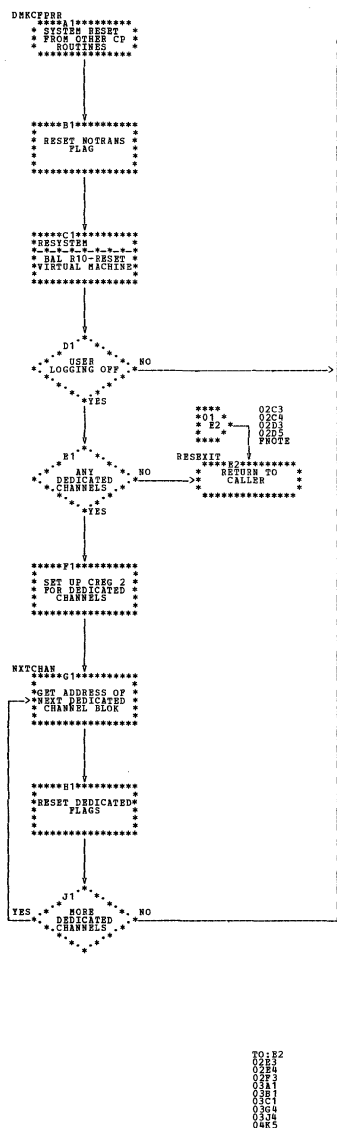 DMKCFPRR
****A1*********
SYSTEM RESET
FROM OTHER CP
ROUTINES
*****B1**********
RESET NOTRANS
FLAG
*****C1**********
*RESYSTEM *
*-*-*-*-*-*-*-*-*
* BAL R10-RESET *
*VIRTUAL MACHINE*
D1
USER
LOGGING OFF
NO
YES
****
*01 *
* E2 *
****
02C3
02C4
02D3
02D5
FNOTE
E1
ANY
DEDICATED
CHANNELS
NO
YES
RESEXIT
****E2*********
RETURN TO
CALLER
*****F1**********
SET UP CREG 2
FOR DEDICATED
CHANNELS
NXTCHAN
*****G1**********
GET ADDRESS OF
NEXT DEDICATED
CHANNEL BLOK
*****H1**********
RESET DEDICATED
FLAGS
J1
MORE
DEDICATED
CHANNELS
YES
NO
TO:E2
02E3
02E4
02F3
03A1
03B1
03C1
03G4
03J4
04K5